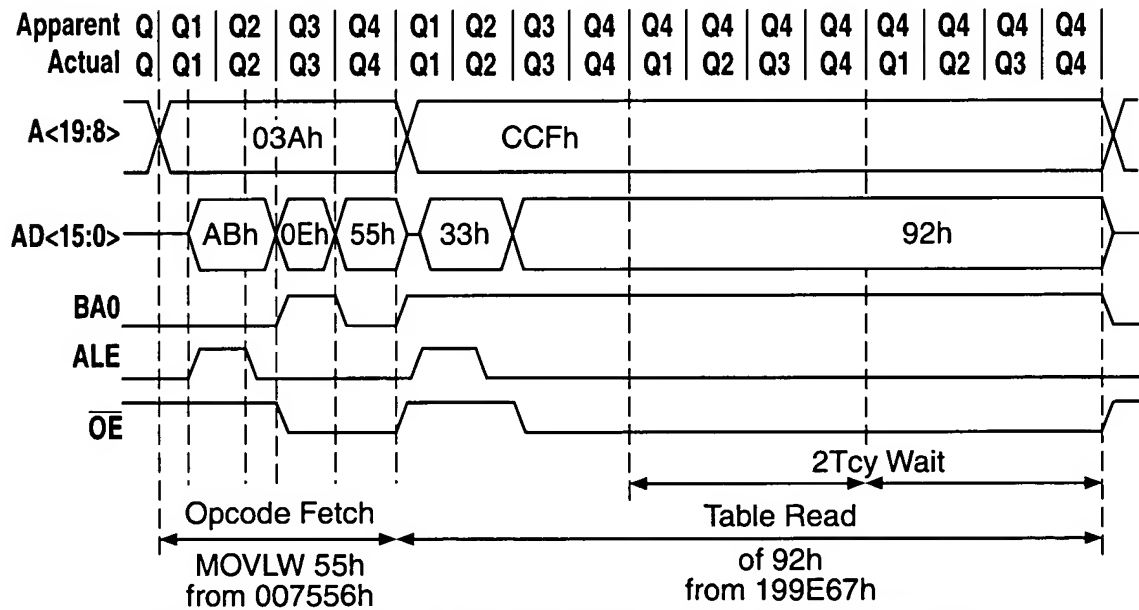 Apparent Q Q1 Q2 Q3 Q4 Q1 Q2 Q3 Q4 Q4 Q4 Q4 Q4 Q4 Q4 Q4 Q4
Actual Q Q1 Q2 Q3 Q4 Q1 Q2 Q3 Q4 Q1 Q2 Q3 Q4 Q1 Q2 Q3 Q4
A<19:8> 03Ah CCFh
AD<15:0> ABh 0Eh 55h 33h 92h
BA0
ALE
OE
2Tcy Wait
Opcode Fetch Table Read
MOVLW 55h of 92h
from 007556h from 199E67h